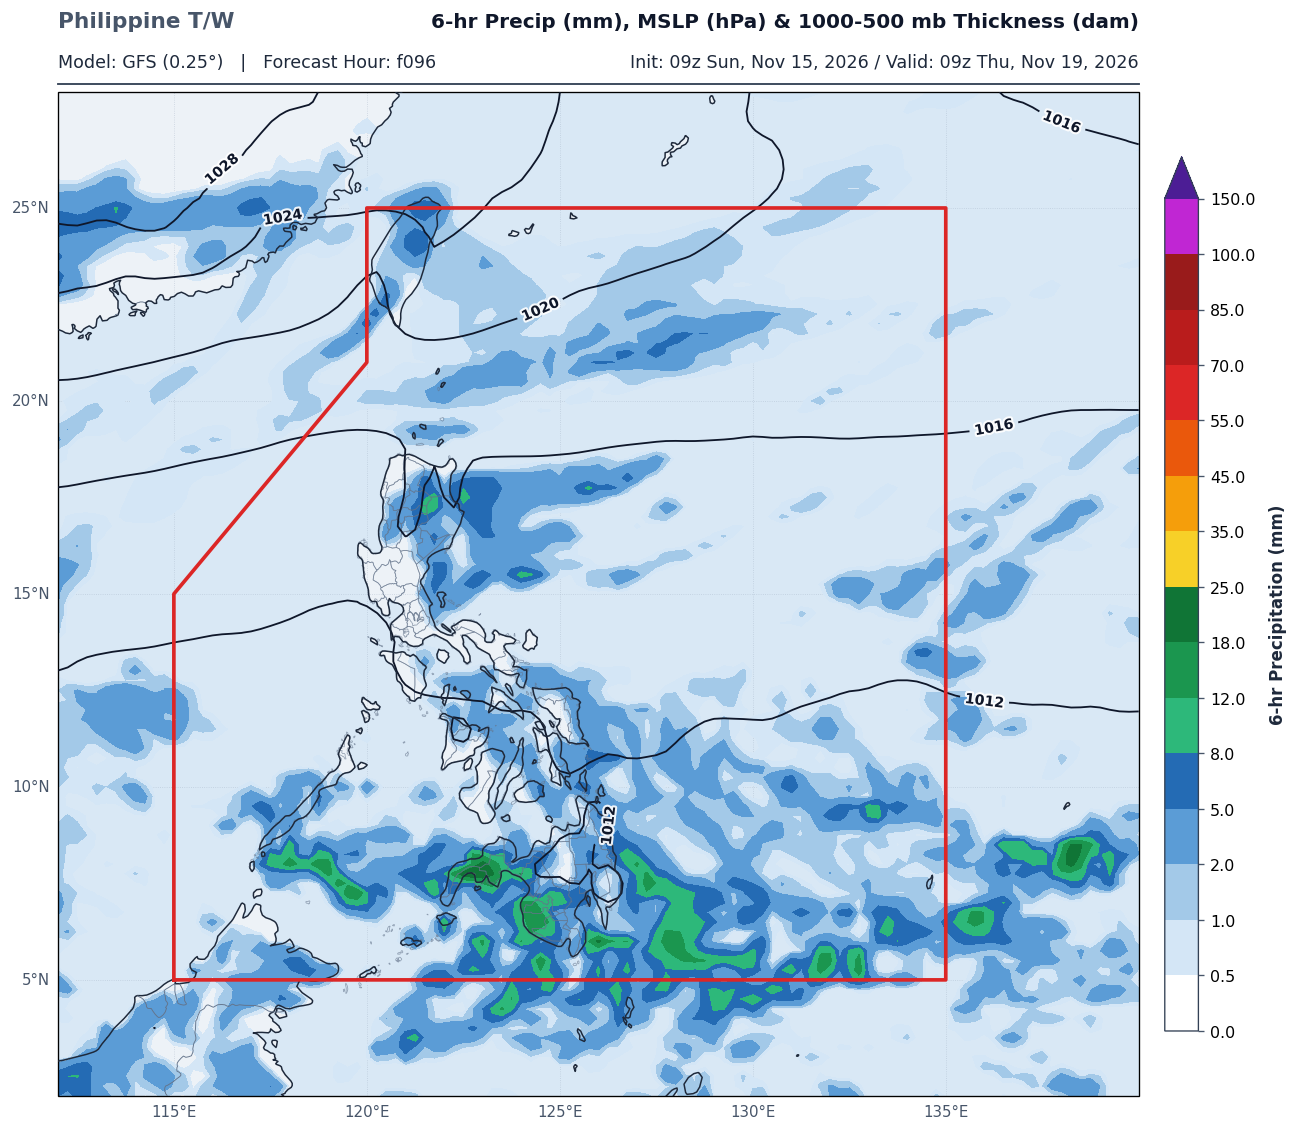 Philippine T/W
6-hr Precip (mm), MSLP (hPa) & 1000-500 mb Thickness (dam)
Model: GFS (0.25°) | Forecast Hour: f096
Init: 09z Sun, Nov 15, 2026 / Valid: 09z Thu, Nov 19, 2026
1016
1028
1024
1020
1016
1012
1012
25°N
20°N
15°N
10°N
5°N
115°E
120°E
125°E
130°E
135°E
150.0
100.0
85.0
70.0
55.0
45.0
35.0
25.0
18.0
12.0
8.0
5.0
2.0
1.0
0.5
0.0
6-hr Precipitation (mm)